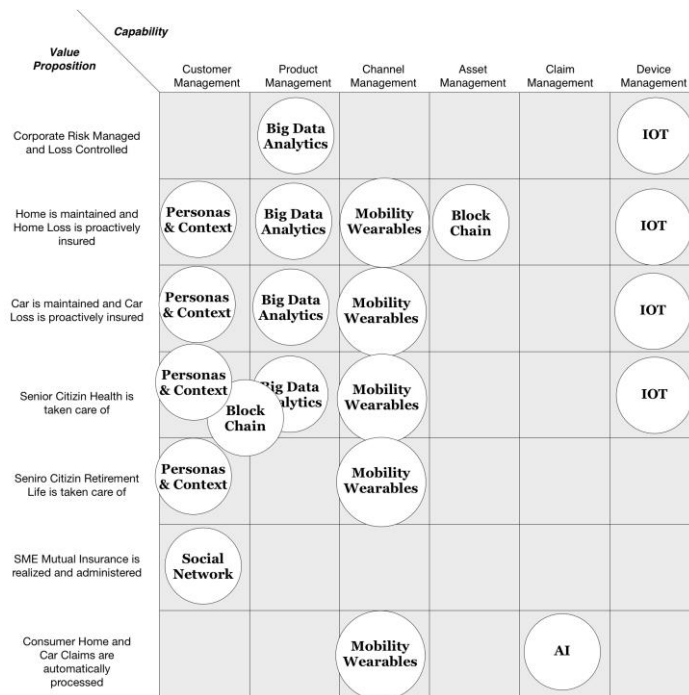 Capability
Value
Proposition
Customer
Management
Product
Management
Channel
Management
Asset
Management
Claim
Management
Device
Management
Corporate Risk Managed
and Loss Controlled
Big Data
Analytics
IOT
Home is maintained and
Home Loss is proactively
insured
Personas
& Context
Big Data
Analytics
Mobility
Wearables
Block
Chain
IOT
Car is maintained and Car
Loss is proactively insured
Personas
& Context
Big Data
Analytics
Mobility
Wearables
IOT
Senior Citizin Health is
taken care of
Personas
& Context
Block
Chain
Big Data
alytics
Mobility
Wearables
IOT
Seniro Citizin Retirement
Life is taken care of
Personas
& Context
Mobility
Wearables
SME Mutual Insurance is
realized and administered
Social
Network
Consumer Home and
Car Claims are
automatically
processed
Mobility
Wearables
AI